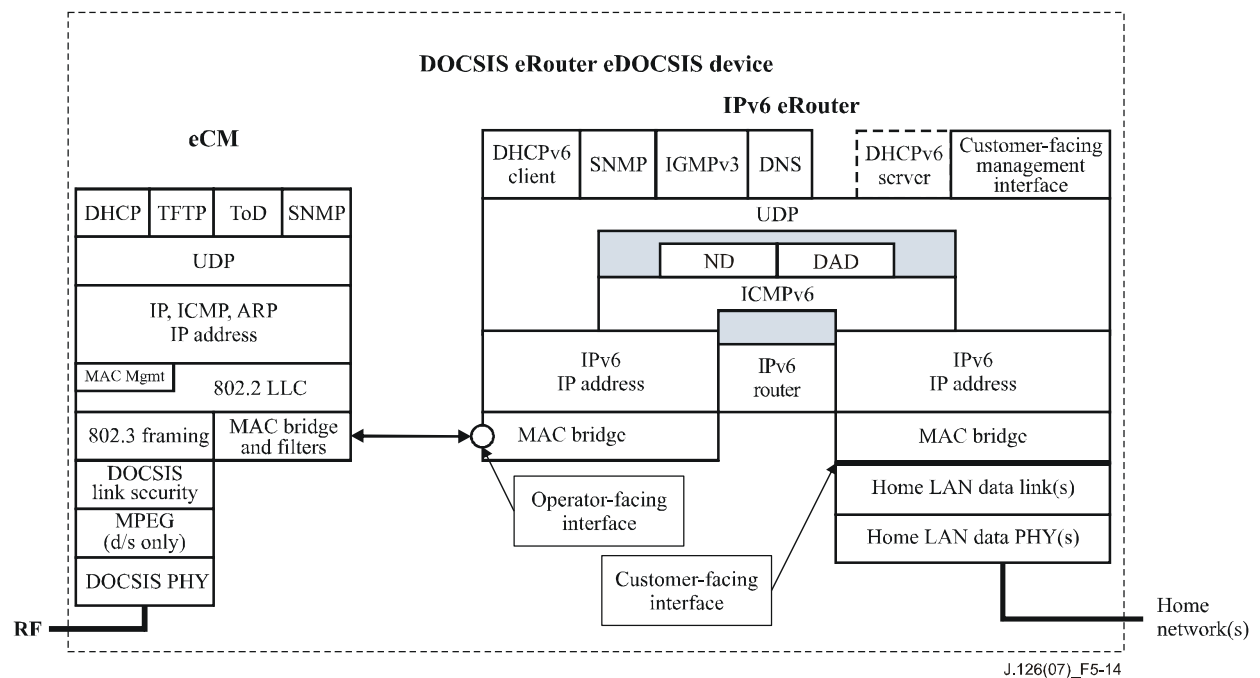 DOCSIS eRouter eDOCSIS device
IPv6 eRouter
eCM
DHCPv6
client
SNMP
IGMPv3
DNS
DHCPv6
server
Customer-facing
management
interface
DHCP
TFTP
ToD
SNMP
UDP
UDP
ND
DAD
ICMPv6
IP, ICMP, ARP
IP address
IPv6
IP address
IPv6
router
IPv6
IP address
MAC Mgmt
802.2 LLC
802.3 framing
MAC bridge
and filters
MAC bridge
MAC bridge
DOCSIS
link security
Operator-facing
interface
Home LAN data link(s)
MPEG
(d/s only)
Home LAN data PHY(s)
DOCSIS PHY
Customer-facing
interface
RF
Home
network(s)
J.126(07)_F5-14